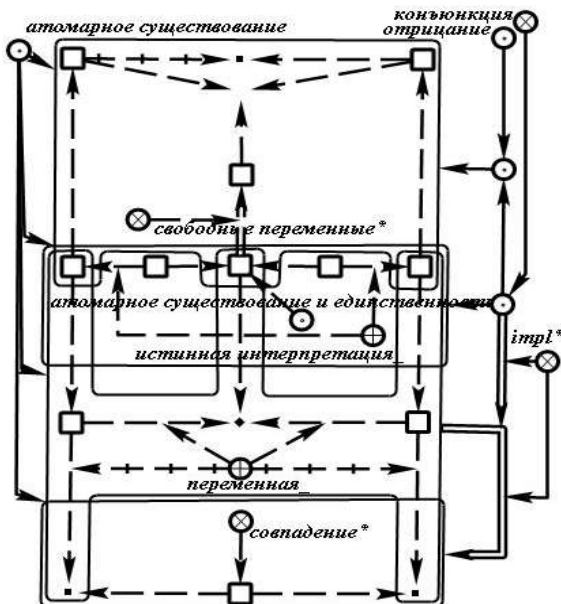 атомарное существование
конъюнкция
отрицание
свободные переменные*
атомарное существование и единственность
impl*
истинная интерпретация_
переменная_
совпадение*